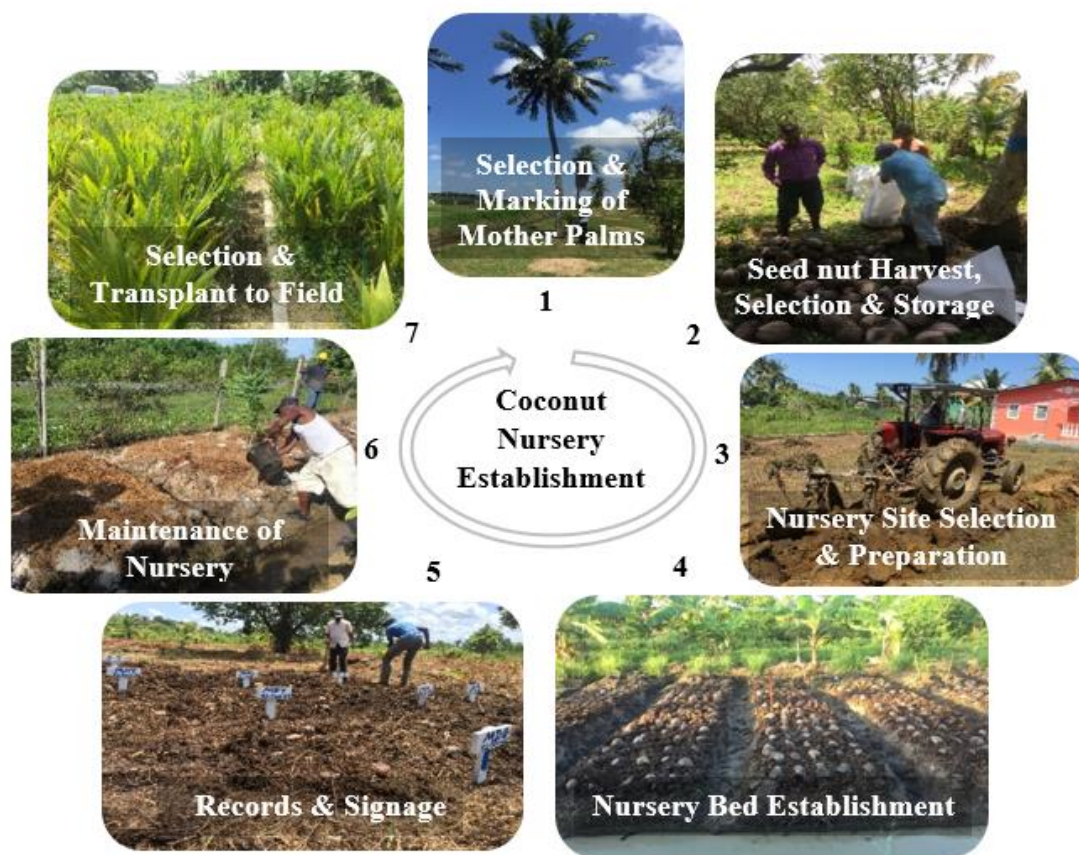 Selection &
Marking of
Mother Palms
1
Seed nut Harvest,
Selection & Storage
2
Nursery Site Selection
& Preparation
3
Nursery Bed Establishment
4
Records & Signage
5
Maintenance of
Nursery
6
Selection &
Transplant to Field
7
Coconut
Nursery
Establishment